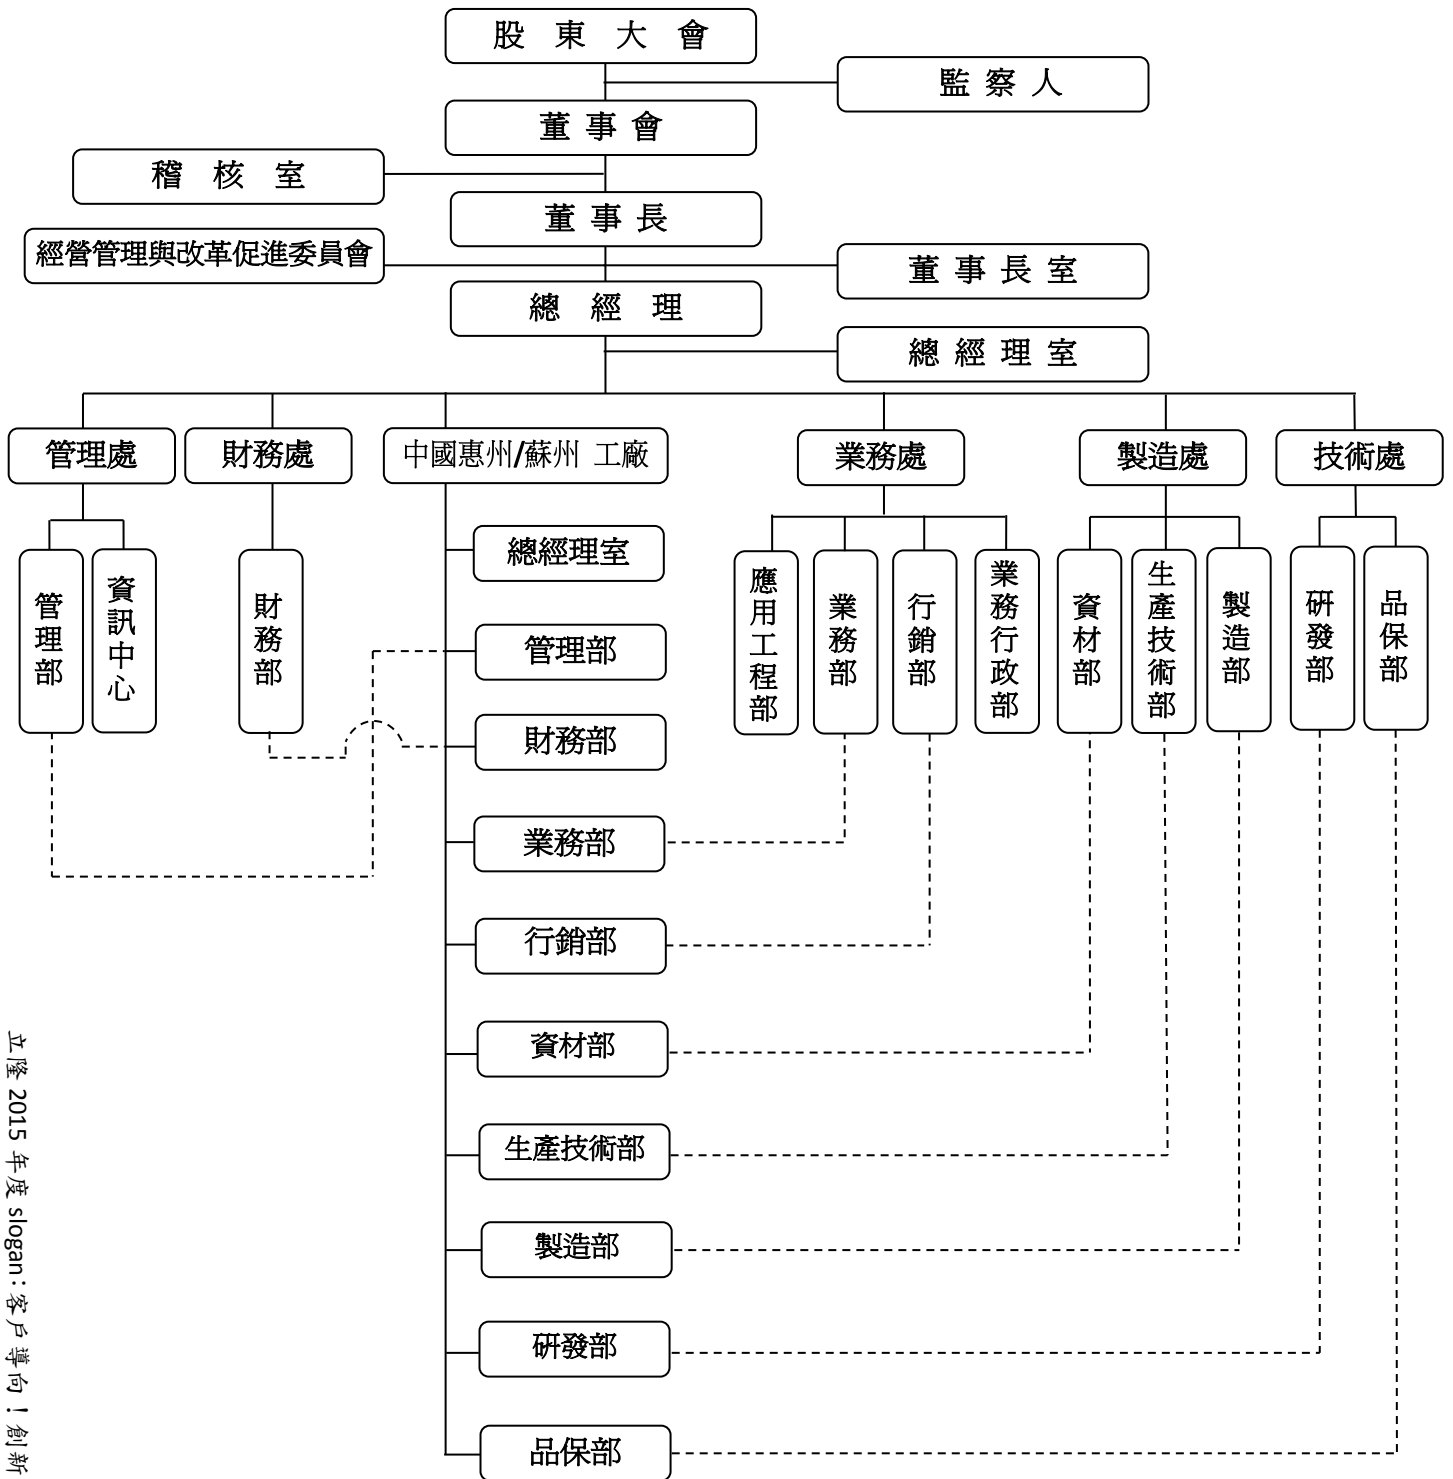 股 東 大 會
監 察 人
董 事 會
稽 核 室
董 事 長
經營管理與改革促進委員會
董 事 長 室
總 經 理
總 經 理 室
管理處
財務處
中國惠州/蘇州 工廠
業務處
製造處
技術處
管理部
資訊中心
財務部
應用工程部
業務部
行銷部
業務行政部
資材部
生產技術部
製造部
研發部
品保部
總經理室
管理部
財務部
業務部
行銷部
資材部
生產技術部
製造部
研發部
品保部
立隆 2015 年度 slogan：客戶導向！創新